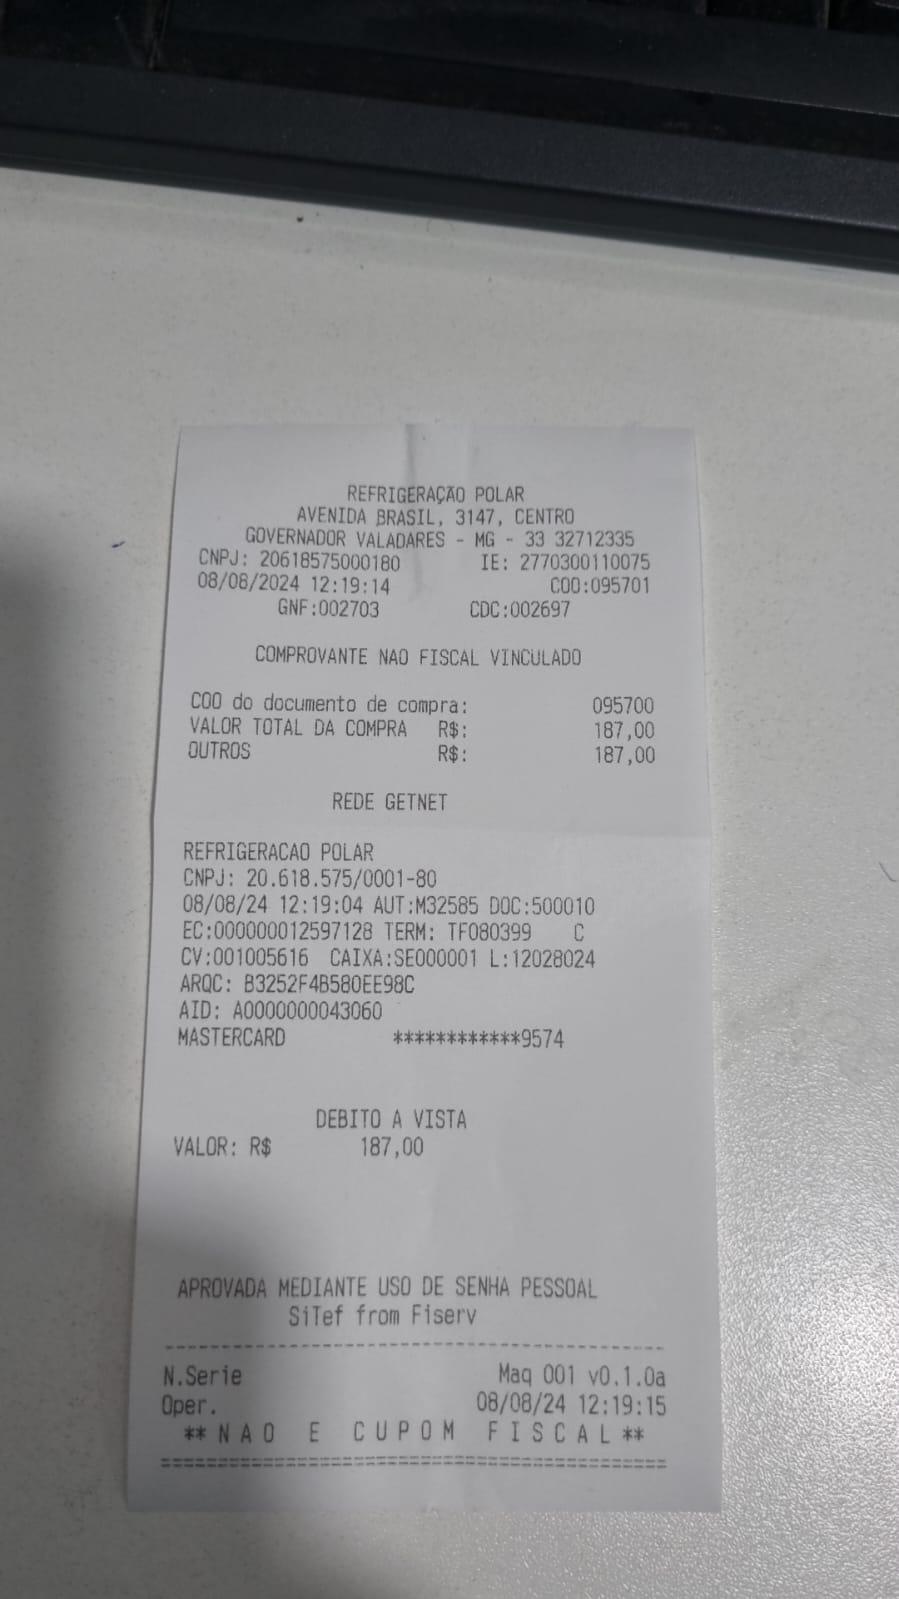 REFRIGERAÇÃO POLAR
AVENIDA BRASIL, 3147, CENTRO
GOVERNADOR VALADARES - MG - 33 32712335
CNPJ: 20618575000180 IE: 2770300110075
08/08/2024 12:19:14 COO:095701
GNF:002703 CDC:002697
COMPROVANTE NAO FISCAL VINCULADO
COO do documento de compra: 095700
VALOR TOTAL DA COMPRA R$: 187,00
OUTROS R$: 187,00
REDE GETNET
REFRIGERACAO POLAR
CNPJ: 20.618.575/0001-80
08/08/24 12:19:04 AUT:M32585 DOC:500010
EC:000000012597128 TERM: TF080399 C
CV:001005616 CAIXA:SE000001 L:12028024
ARQC: B3252F4B580EE98C
AID: A0000000043060
MASTERCARD ************9574
DEBITO A VISTA
VALOR: R$ 187,00
APROVADA MEDIANTE USO DE SENHA PESSOAL
SiTef from Fiserv
------------------------------------------------
N.Serie Maq 001 v0.1.0a
Oper. 08/08/24 12:19:15
** N A O E C U P O M F I S C A L **
================================================